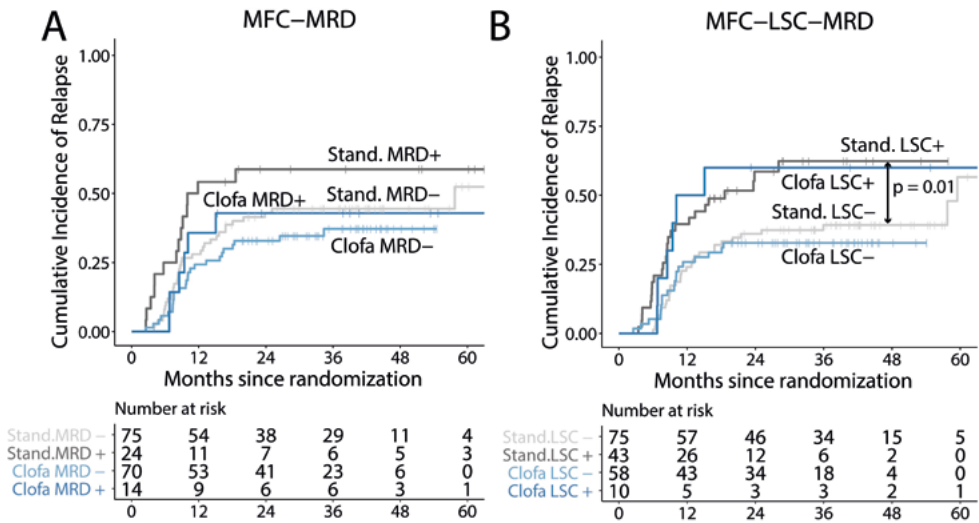 A
MFC−MRD
Cumulative Incidence of Relapse
1.00
0.75
0.50
0.25
0.00
Stand. MRD+
Clofa MRD+
Stand. MRD−
Clofa MRD−
0 12 24 36 48 60
Months since randomization
Number at risk
Stand.MRD − 75 54 38 29 11 4
Stand.MRD + 24 11 7 6 5 3
Clofa MRD − 70 53 41 23 6 0
Clofa MRD + 14 9 6 6 3 1
0 12 24 36 48 60
B
MFC−LSC−MRD
Cumulative Incidence of Relapse
1.00
0.75
0.50
0.25
0.00
Stand. LSC+
Clofa LSC+
p = 0.01
Stand. LSC−
Clofa LSC−
0 12 24 36 48 60
Months since randomization
Number at risk
Stand.LSC − 75 57 46 34 15 5
Stand.LSC + 43 26 12 6 2 0
Clofa LSC − 58 43 34 18 4 0
Clofa LSC + 10 5 3 3 2 1
0 12 24 36 48 60